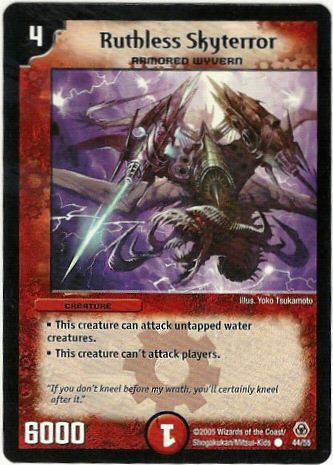 4
Ruthless Skyterror
ARMORED WYVERN
illus. Yoko Tsukamoto
CREATURE
▪ This creature can attack untapped water
creatures.
▪ This creature can't attack players.
"If you don't kneel before my wrath, you'll certainly kneel
after it."
6000
1
©2005 Wizards of the Coast/
Shogakukan/Mitsui-Kids ● 44/55